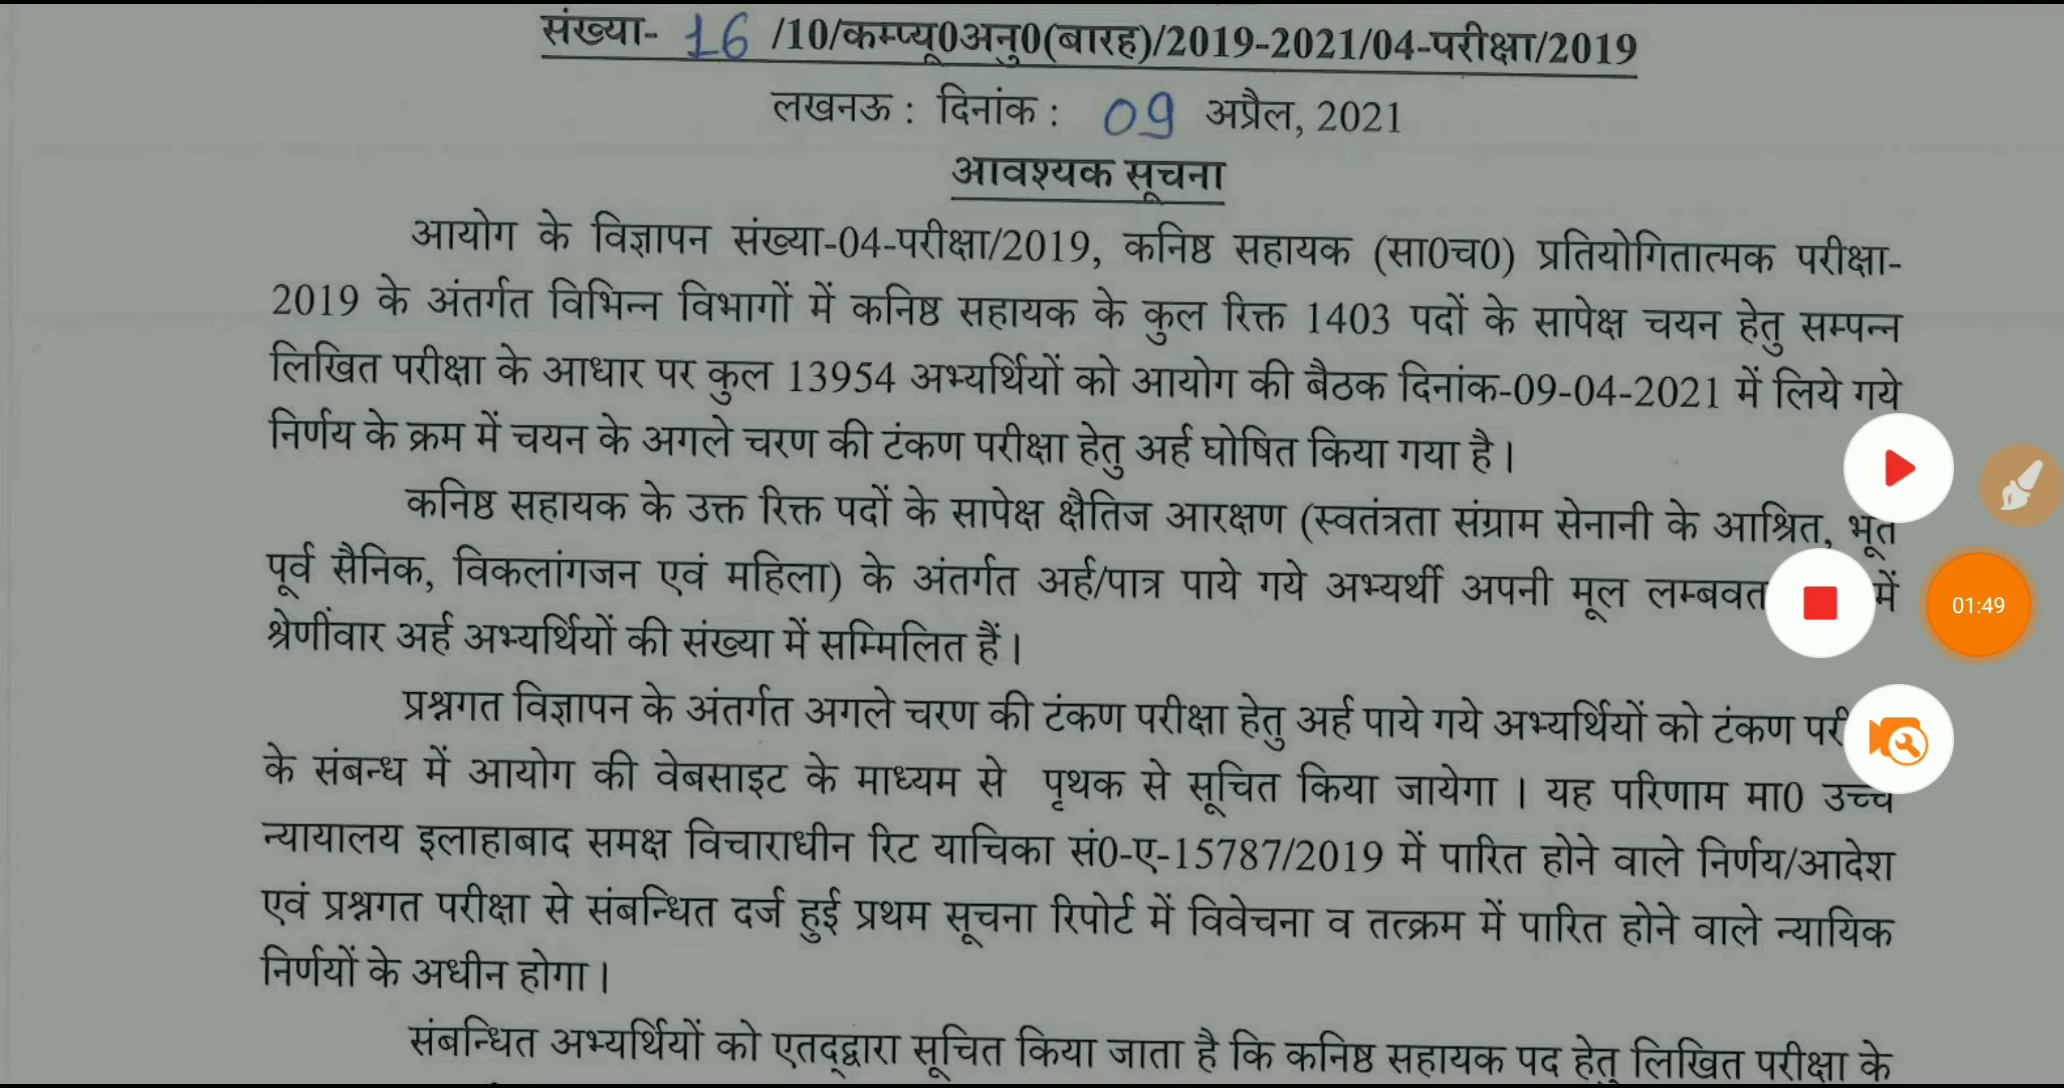 संख्या- 16 /10/कम्प्यू0अनु0(बारह)/2019-2021/04-परीक्षा/2019
लखनऊ : दिनांक : 09 अप्रैल, 2021
आवश्यक सूचना
आयोग के विज्ञापन संख्या-04-परीक्षा/2019, कनिष्ठ सहायक (सा0च0) प्रतियोगितात्मक परीक्षा-
2019 के अंतर्गत विभिन्न विभागों में कनिष्ठ सहायक के कुल रिक्त 1403 पदों के सापेक्ष चयन हेतु सम्पन्न
लिखित परीक्षा के आधार पर कुल 13954 अभ्यर्थियों को आयोग की बैठक दिनांक-09-04-2021 में लिये गये
निर्णय के क्रम में चयन के अगले चरण की टंकण परीक्षा हेतु अर्ह घोषित किया गया है।
कनिष्ठ सहायक के उक्त रिक्त पदों के सापेक्ष क्षैतिज आरक्षण (स्वतंत्रता संग्राम सेनानी के आश्रित, भूत
पूर्व सैनिक, विकलांगजन एवं महिला) के अंतर्गत अर्ह/पात्र पाये गये अभ्यर्थी अपनी मूल लम्बवत में
श्रेणींवार अर्ह अभ्यर्थियों की संख्या में सम्मिलित हैं।
प्रश्नगत विज्ञापन के अंतर्गत अगले चरण की टंकण परीक्षा हेतु अर्ह पाये गये अभ्यर्थियों को टंकण परी
के संबन्ध में आयोग की वेबसाइट के माध्यम से पृथक से सूचित किया जायेगा। यह परिणाम मा0 उच्च
न्यायालय इलाहाबाद समक्ष विचाराधीन रिट याचिका सं0-ए-15787/2019 में पारित होने वाले निर्णय/आदेश
एवं प्रश्नगत परीक्षा से संबन्धित दर्ज हुई प्रथम सूचना रिपोर्ट में विवेचना व तत्क्रम में पारित होने वाले न्यायिक
निर्णयों के अधीन होगा।
संबन्धित अभ्यर्थियों को एतद्द्वारा सूचित किया जाता है कि कनिष्ठ सहायक पद हेतु लिखित परीक्षा के
01:49